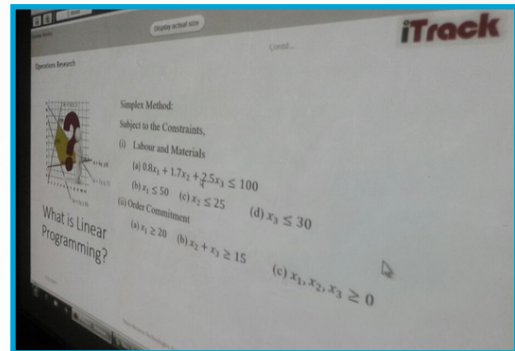 Display actual size
iTrack
Operations Research
Simplex Method:
Subject to the Constraints,
(i) Labour and Materials
(a) 0.8x₁ + 1.7x₂ + 2.5x₃ ≤ 100
(b) x₁ ≤ 50 (c) x₂ ≤ 25 (d) x₃ ≤ 30
(ii) Order Commitment
(a) x₁ ≥ 20 (b) x₂ + x₃ ≥ 15 (c) x₁, x₂, x₃ ≥ 0
What is Linear
Programming?